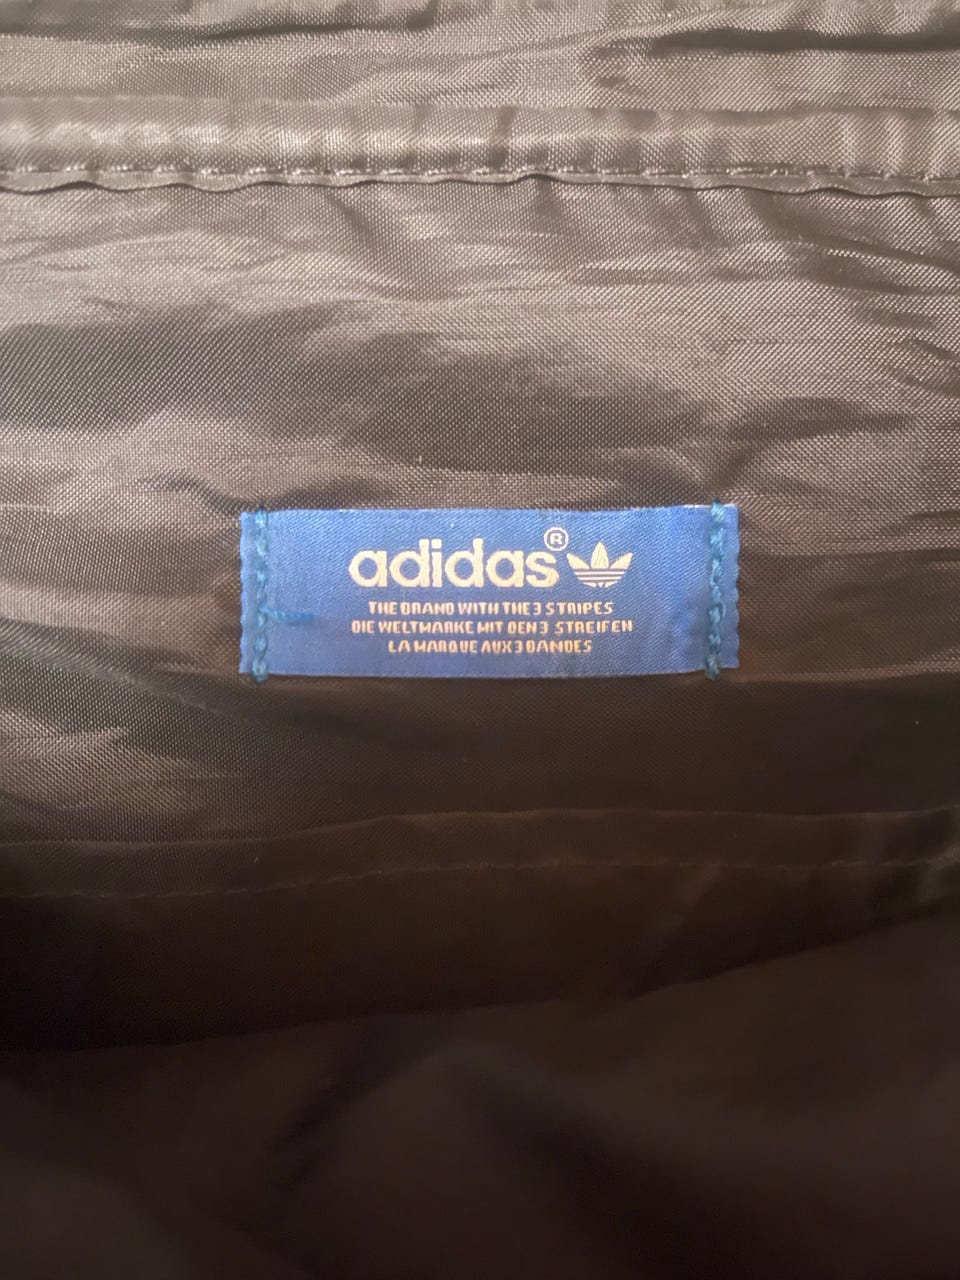 adidas®
THE BRAND WITH THE 3 STRIPES
DIE WELTMARKE MIT DEN 3 STREIFEN
LA MARQUE AUX 3 BANDES